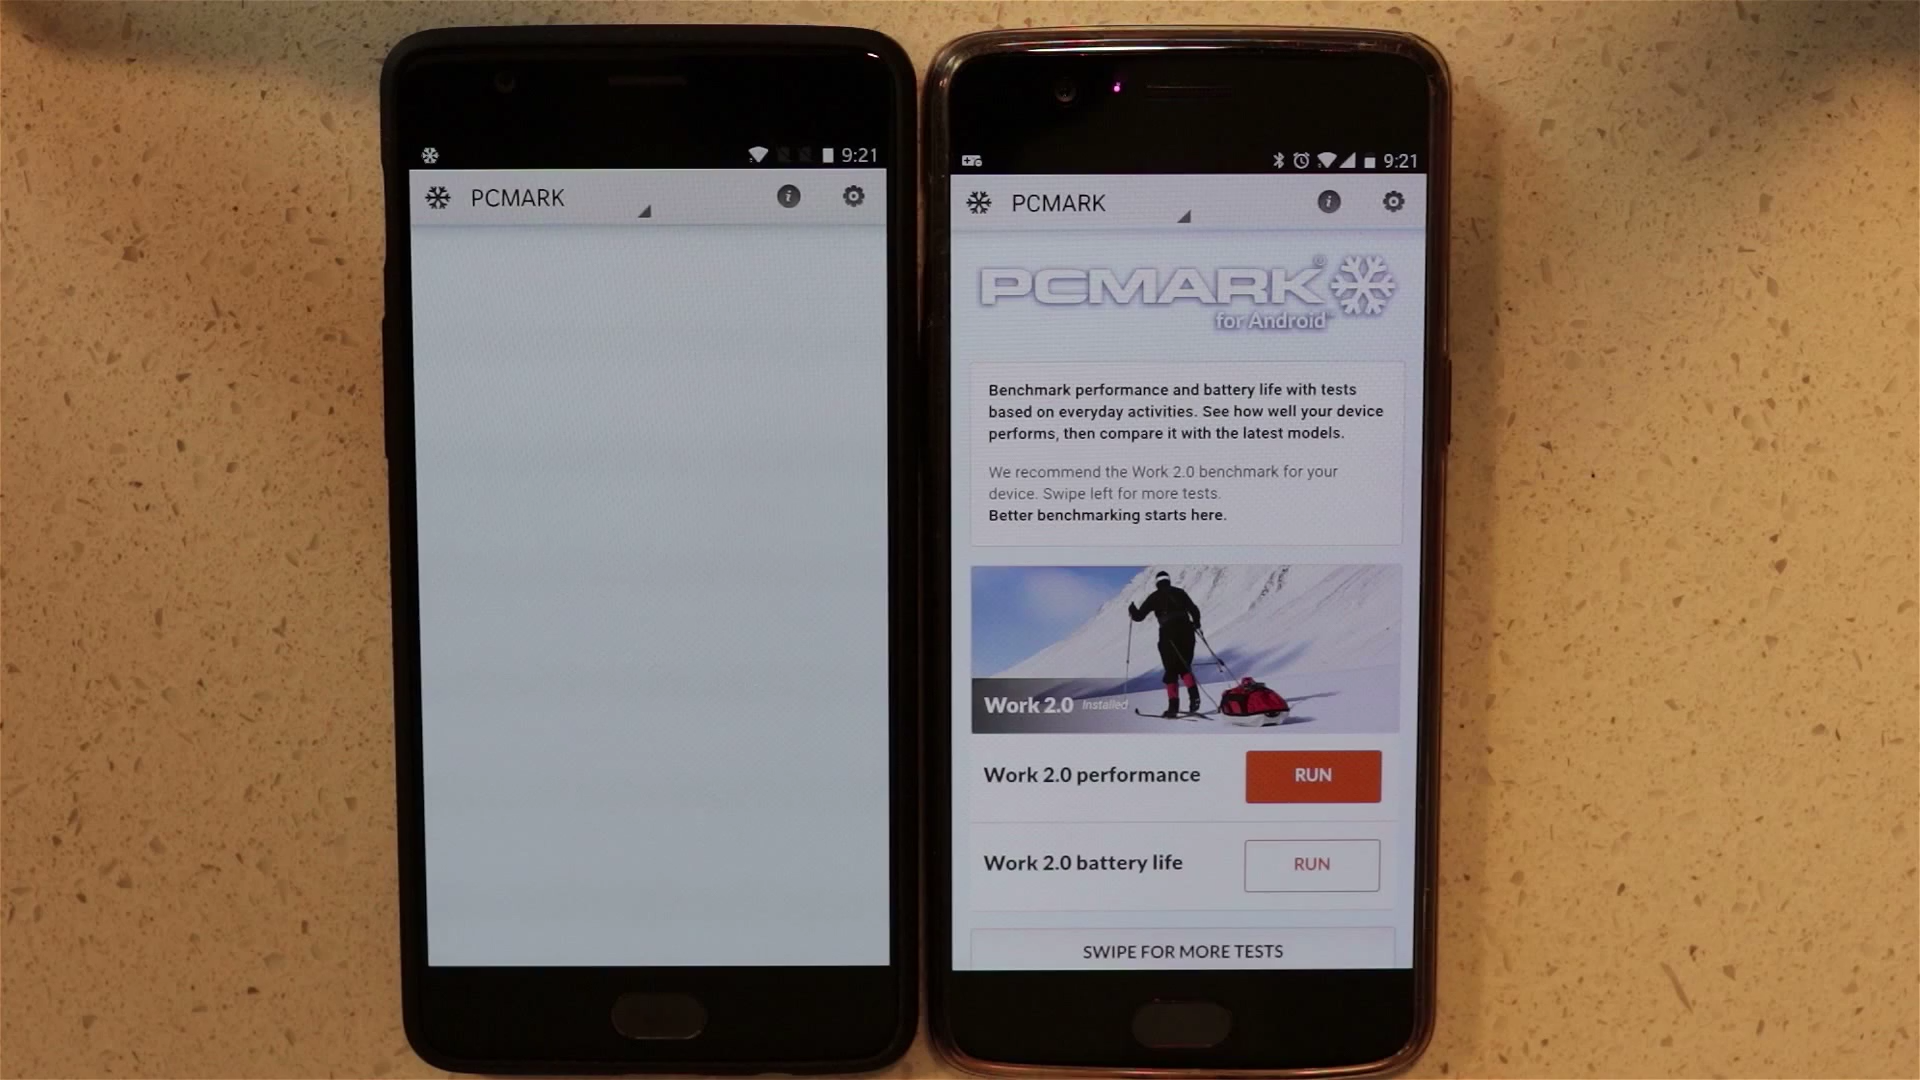 9:21
PCMARK
9:21
PCMARK
PCMARK®
for Android™
Benchmark performance and battery life with tests
based on everyday activities. See how well your device
performs, then compare it with the latest models.
We recommend the Work 2.0 benchmark for your
device. Swipe left for more tests.
Better benchmarking starts here.
Work 2.0 Installed
Work 2.0 performance RUN
Work 2.0 battery life RUN
SWIPE FOR MORE TESTS